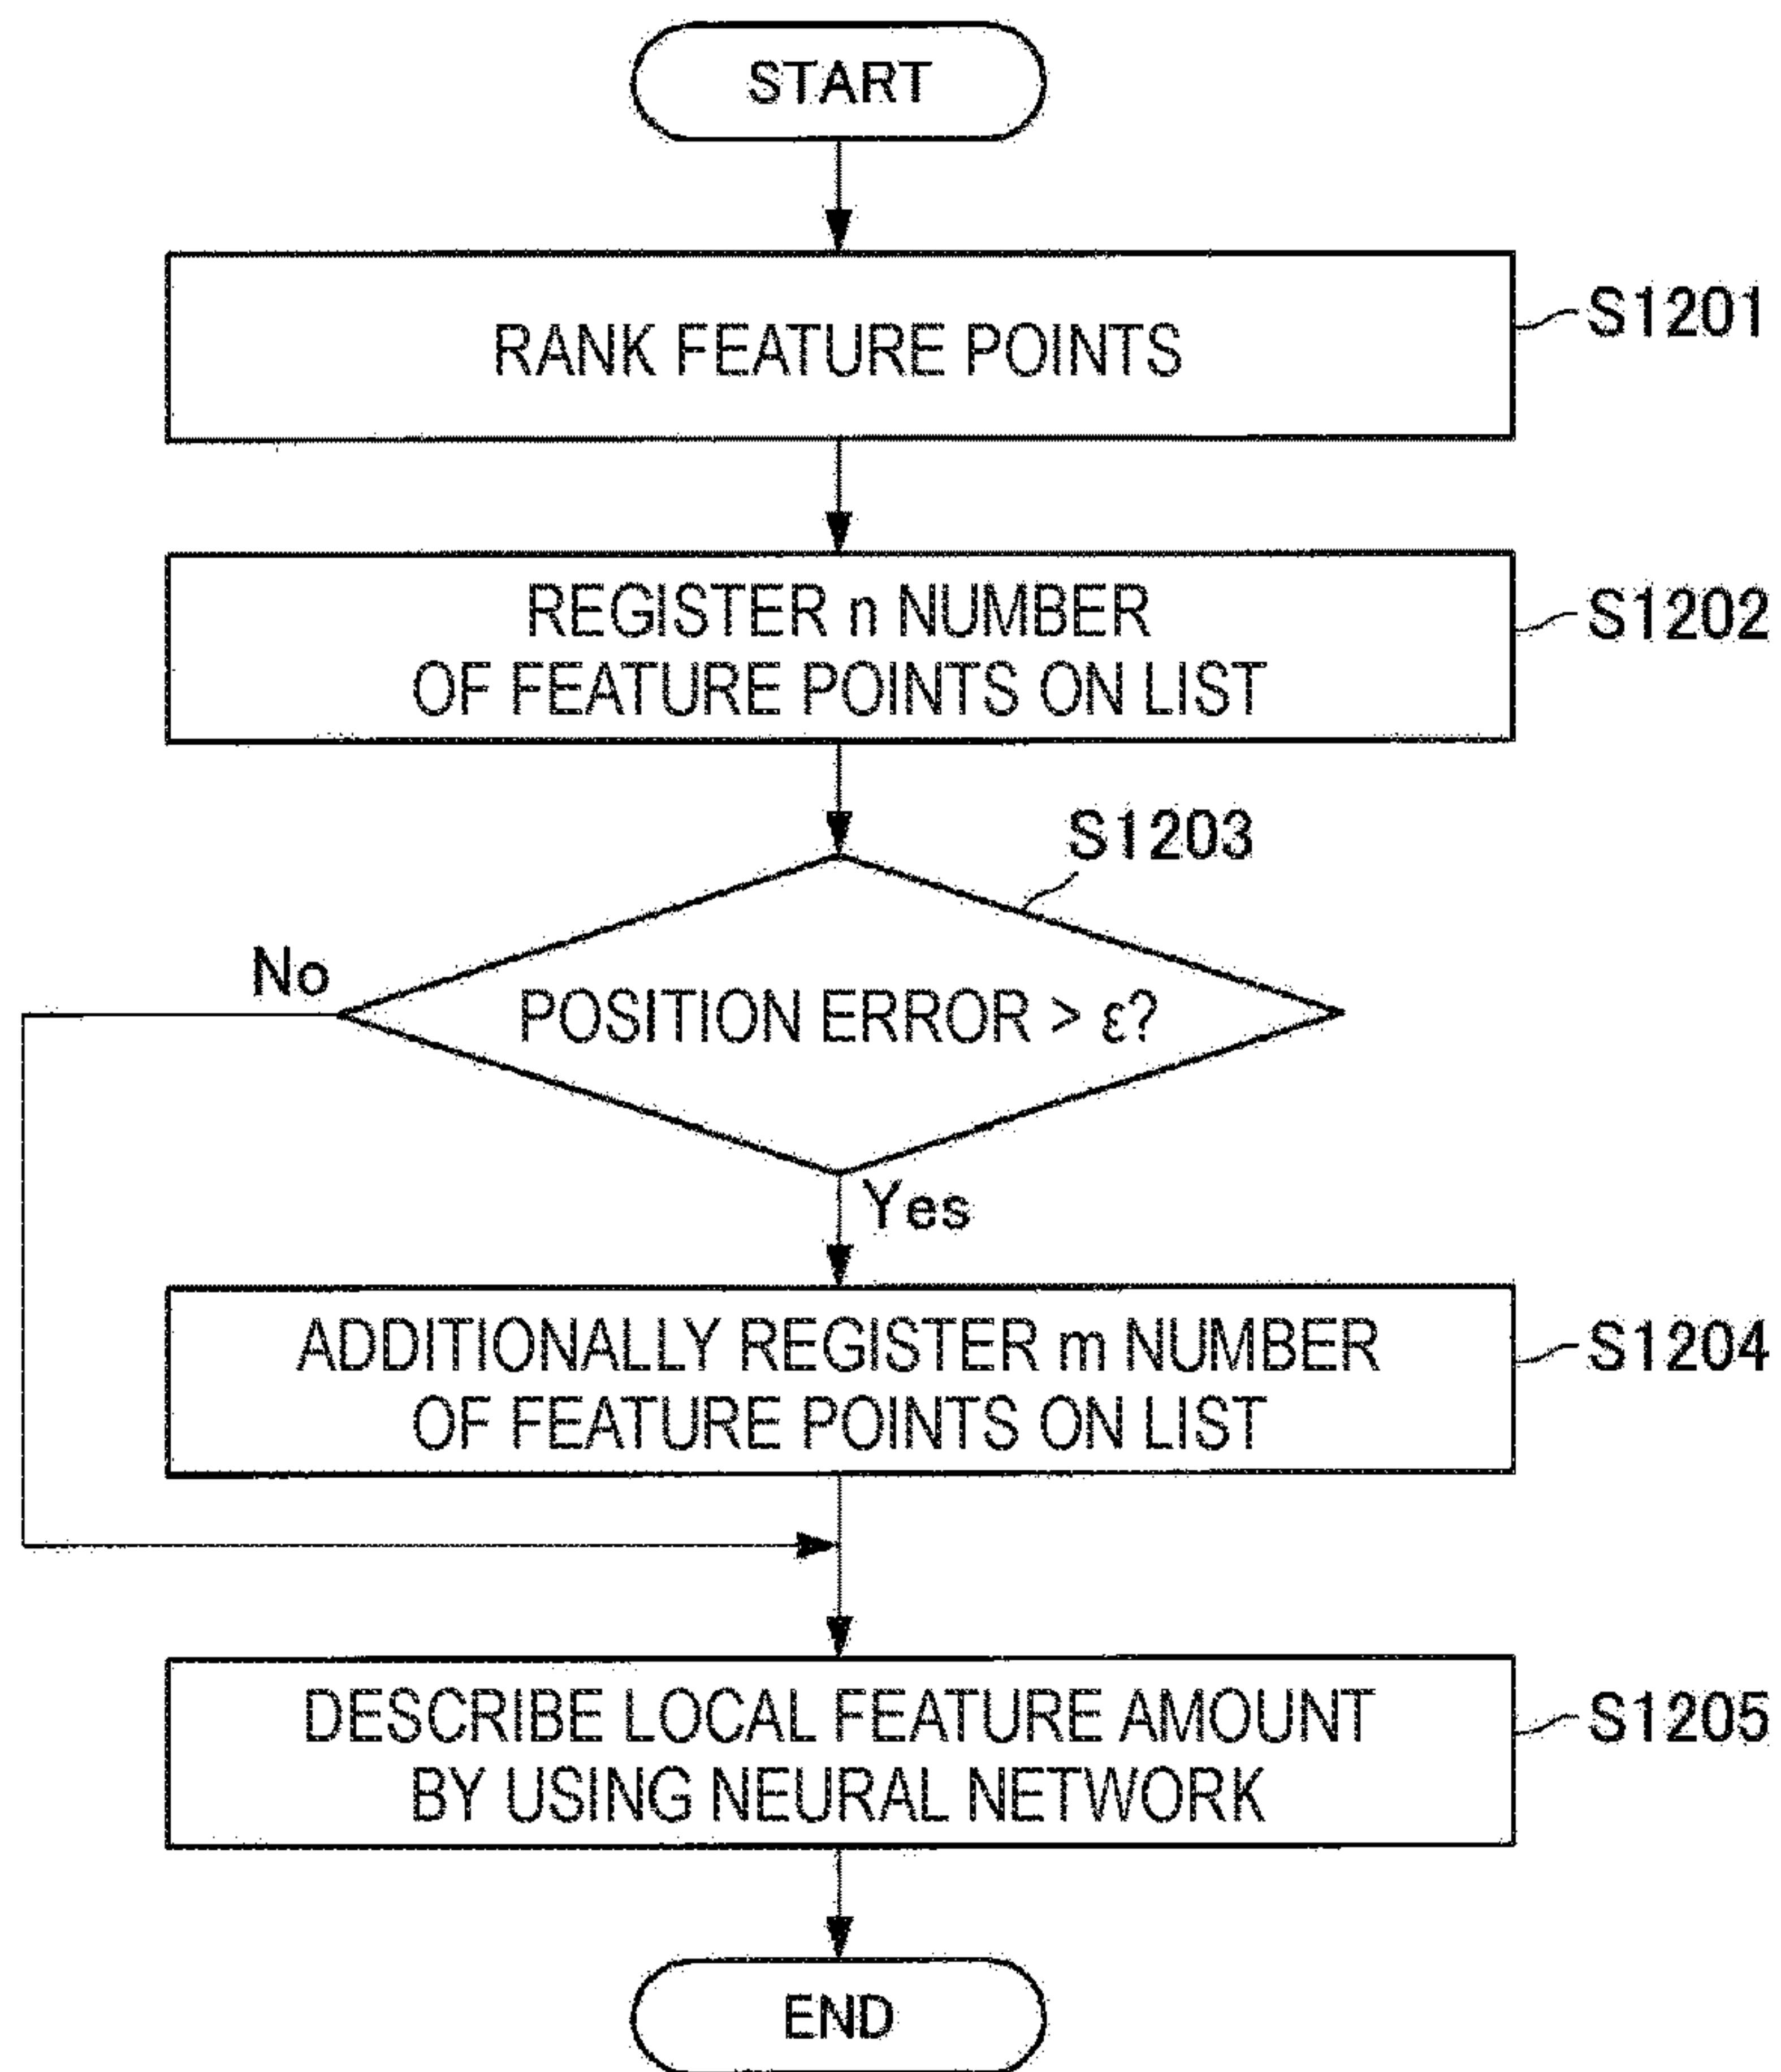 START
RANK FEATURE POINTS
S1201
REGISTER n NUMBER
OF FEATURE POINTS ON LIST
S1202
S1203
No
POSITION ERROR > ε?
Yes
ADDITIONALLY REGISTER m NUMBER
OF FEATURE POINTS ON LIST
S1204
DESCRIBE LOCAL FEATURE AMOUNT
BY USING NEURAL NETWORK
S1205
END